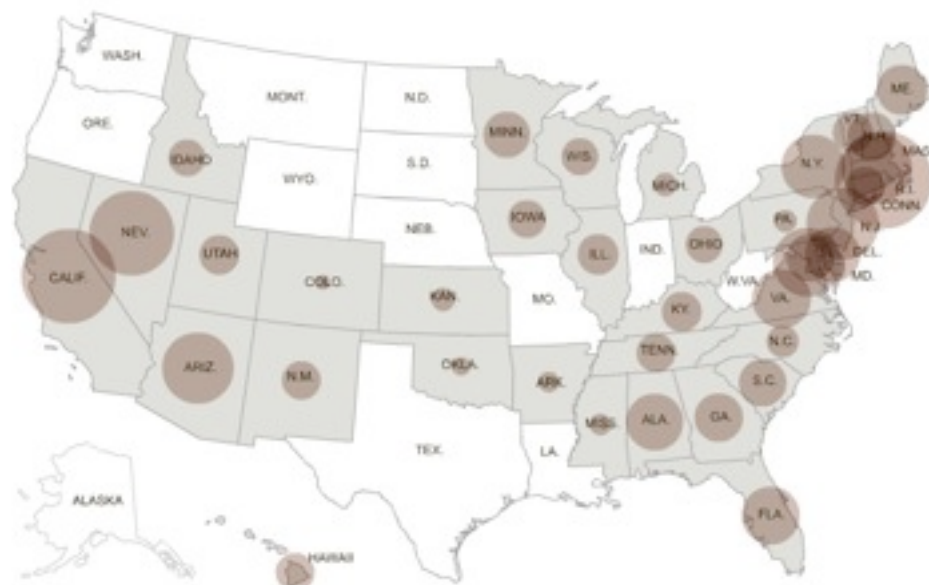 WASH.
MONT.
N.D.
MINN.
ME.
ORE.
IDAHO
S.D.
WIS.
MICH.
N.Y.
VT.
N.H.
MAS
R.I.
CONN.
WYO.
NEB.
IOWA
PA.
N.J.
NEV.
UTAH
COLO.
ILL.
IND.
OHIO
DEL.
MD.
CALIF.
KAN.
MO.
W.VA.
VA.
KY.
ARIZ.
N.M.
OKLA.
ARK.
TENN.
N.C.
S.C.
MISS.
ALA.
GA.
TEX.
LA.
FLA.
ALASKA
HAWAII